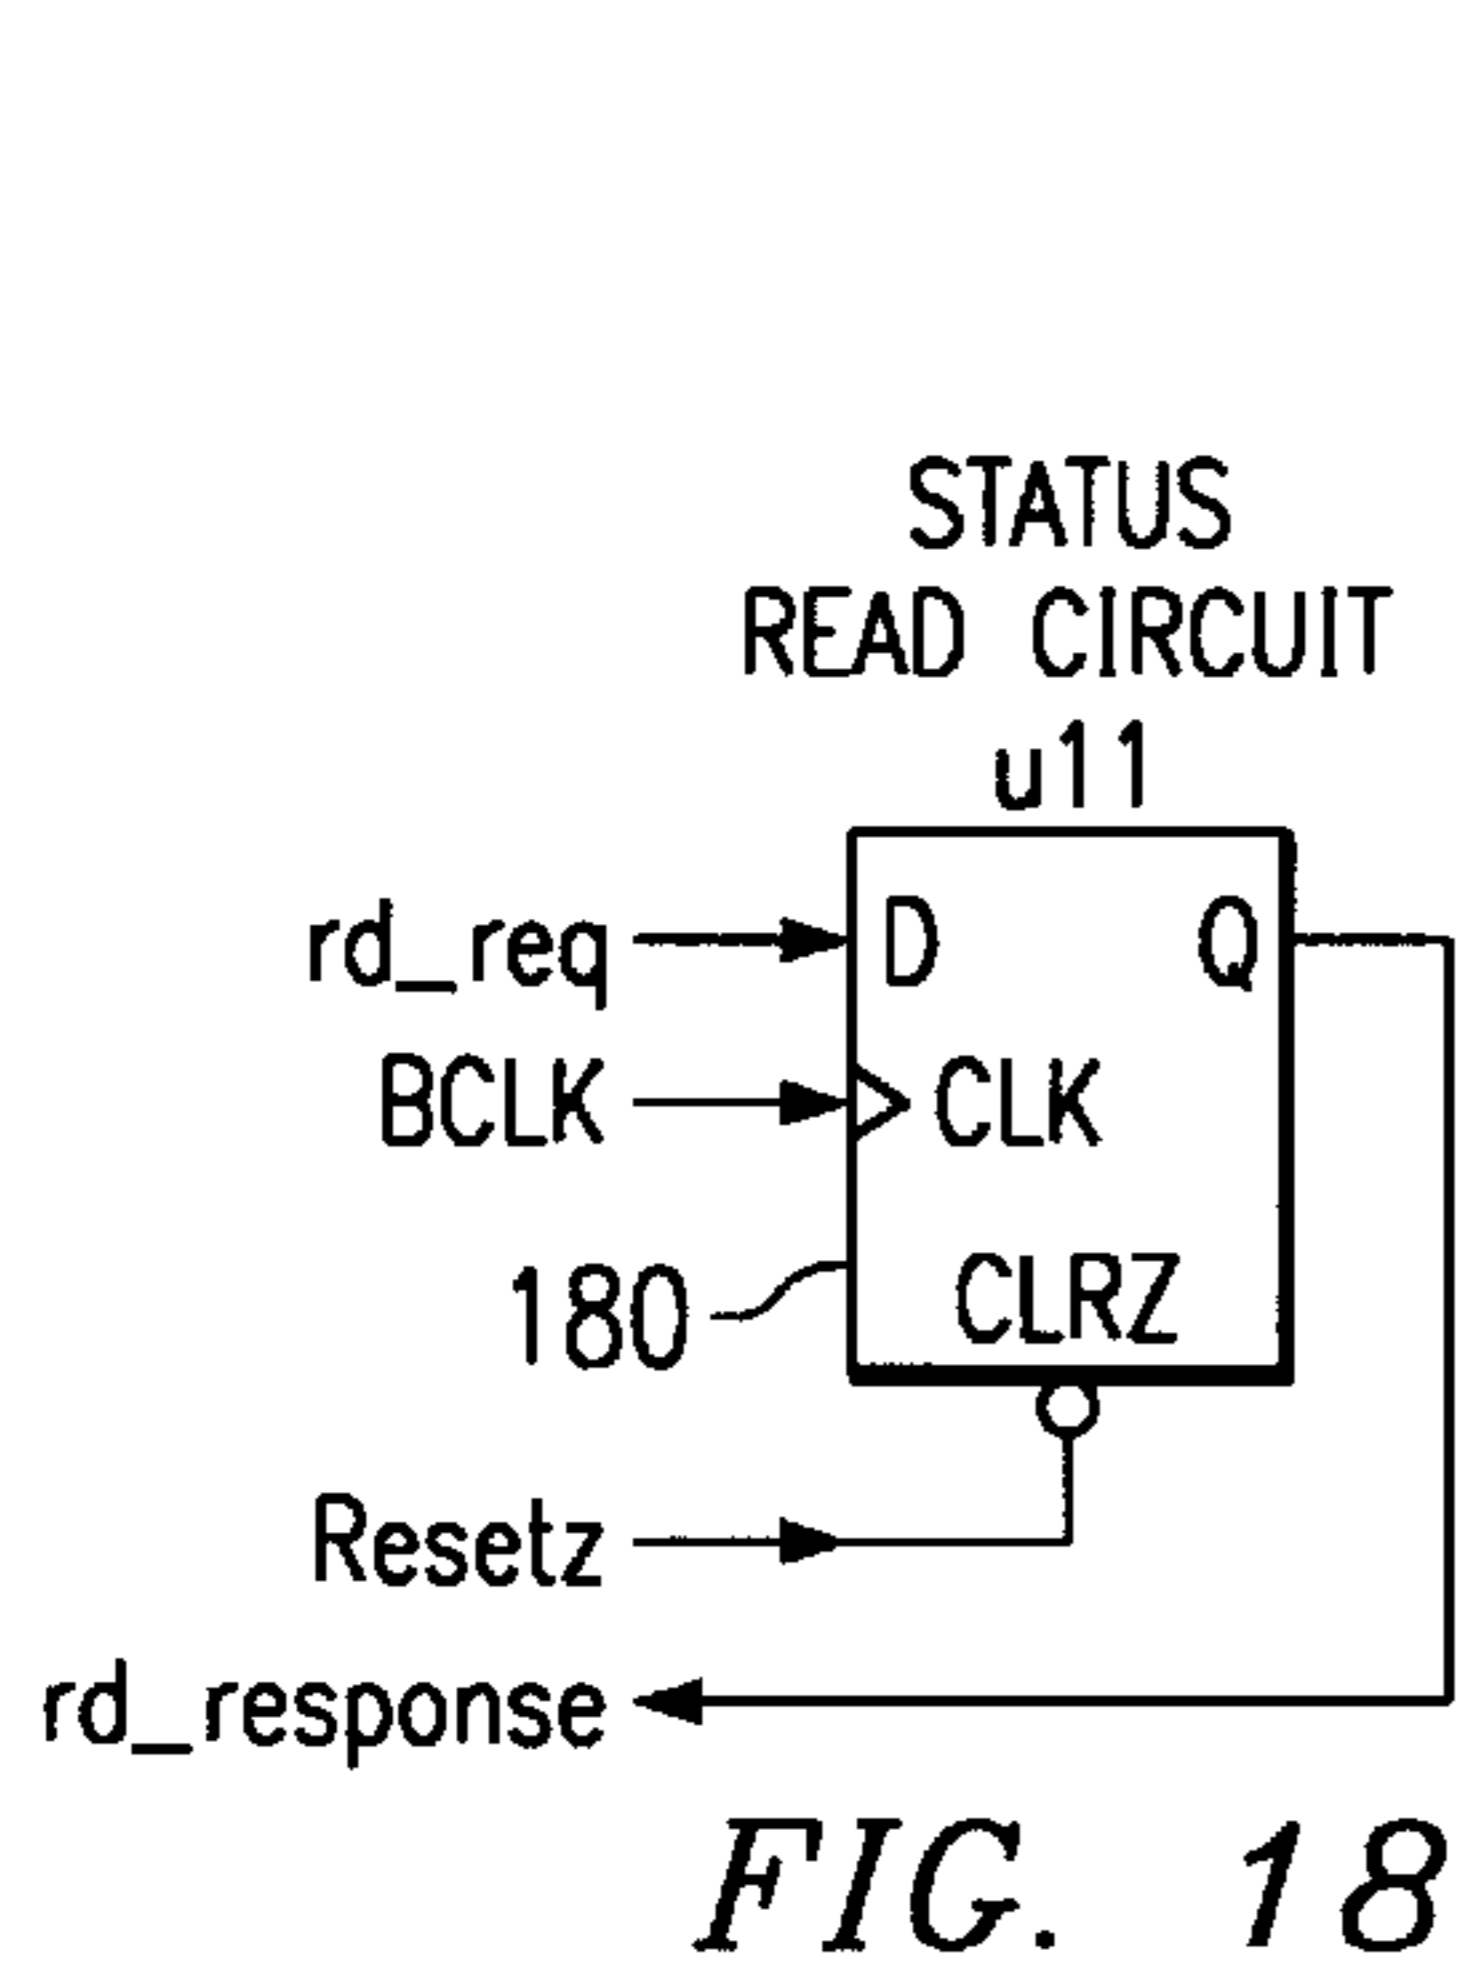 STATUS
READ CIRCUIT
u11
rd_req
D
Q
BCLK
CLK
180
CLRZ
Resetz
rd_response
FIG. 18